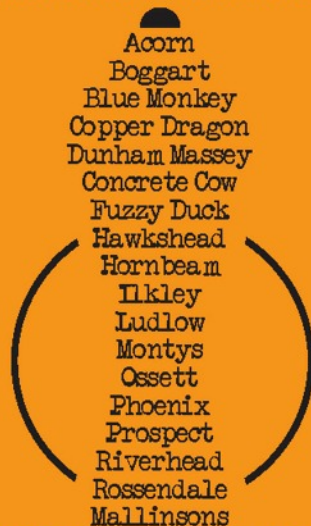 Acorn
Boggart
Blue Monkey
Copper Dragon
Dunham Massey
Concrete Cow
Fuzzy Duck
Hawkshead
Hornbeam
Ilkley
Ludlow
Montys
Ossett
Phoenix
Prospect
Riverhead
Rossendale
Mallinsons